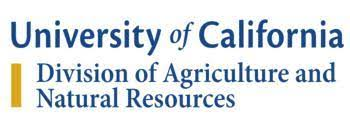 University of California
Division of Agriculture and
Natural Resources